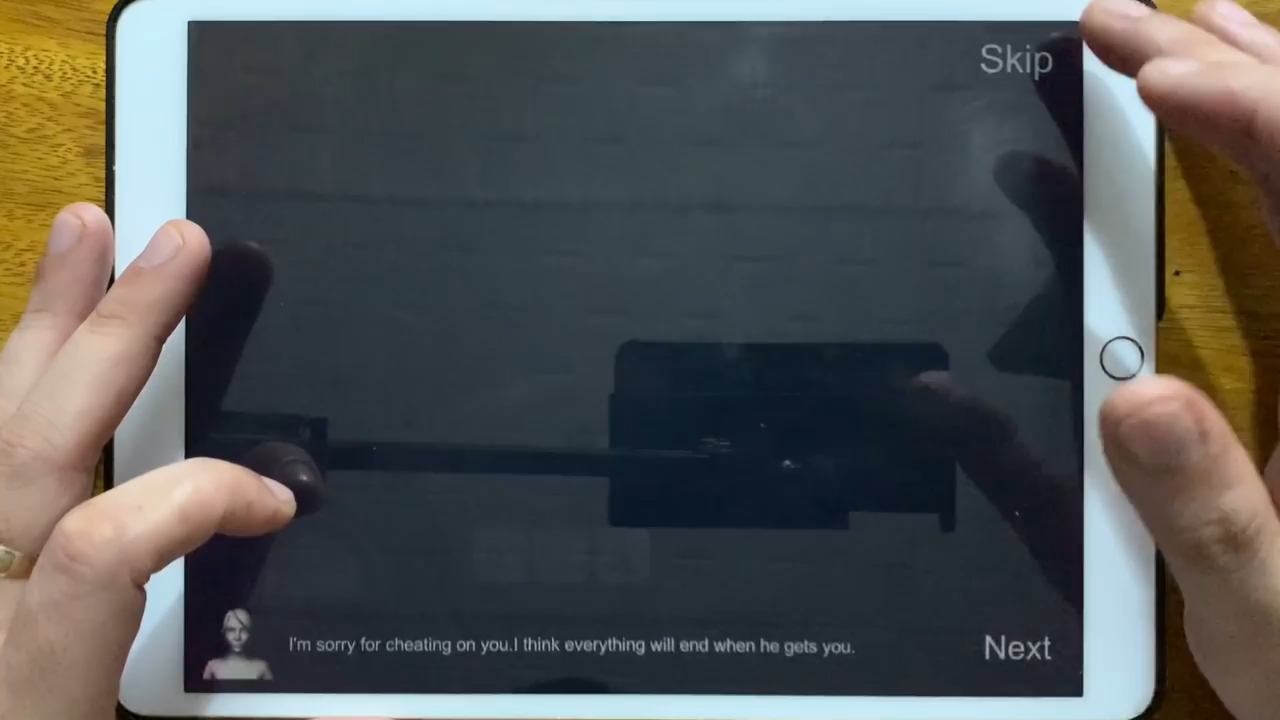 Skip
I'm sorry for cheating on you.I think everything will end when he gets you.
Next